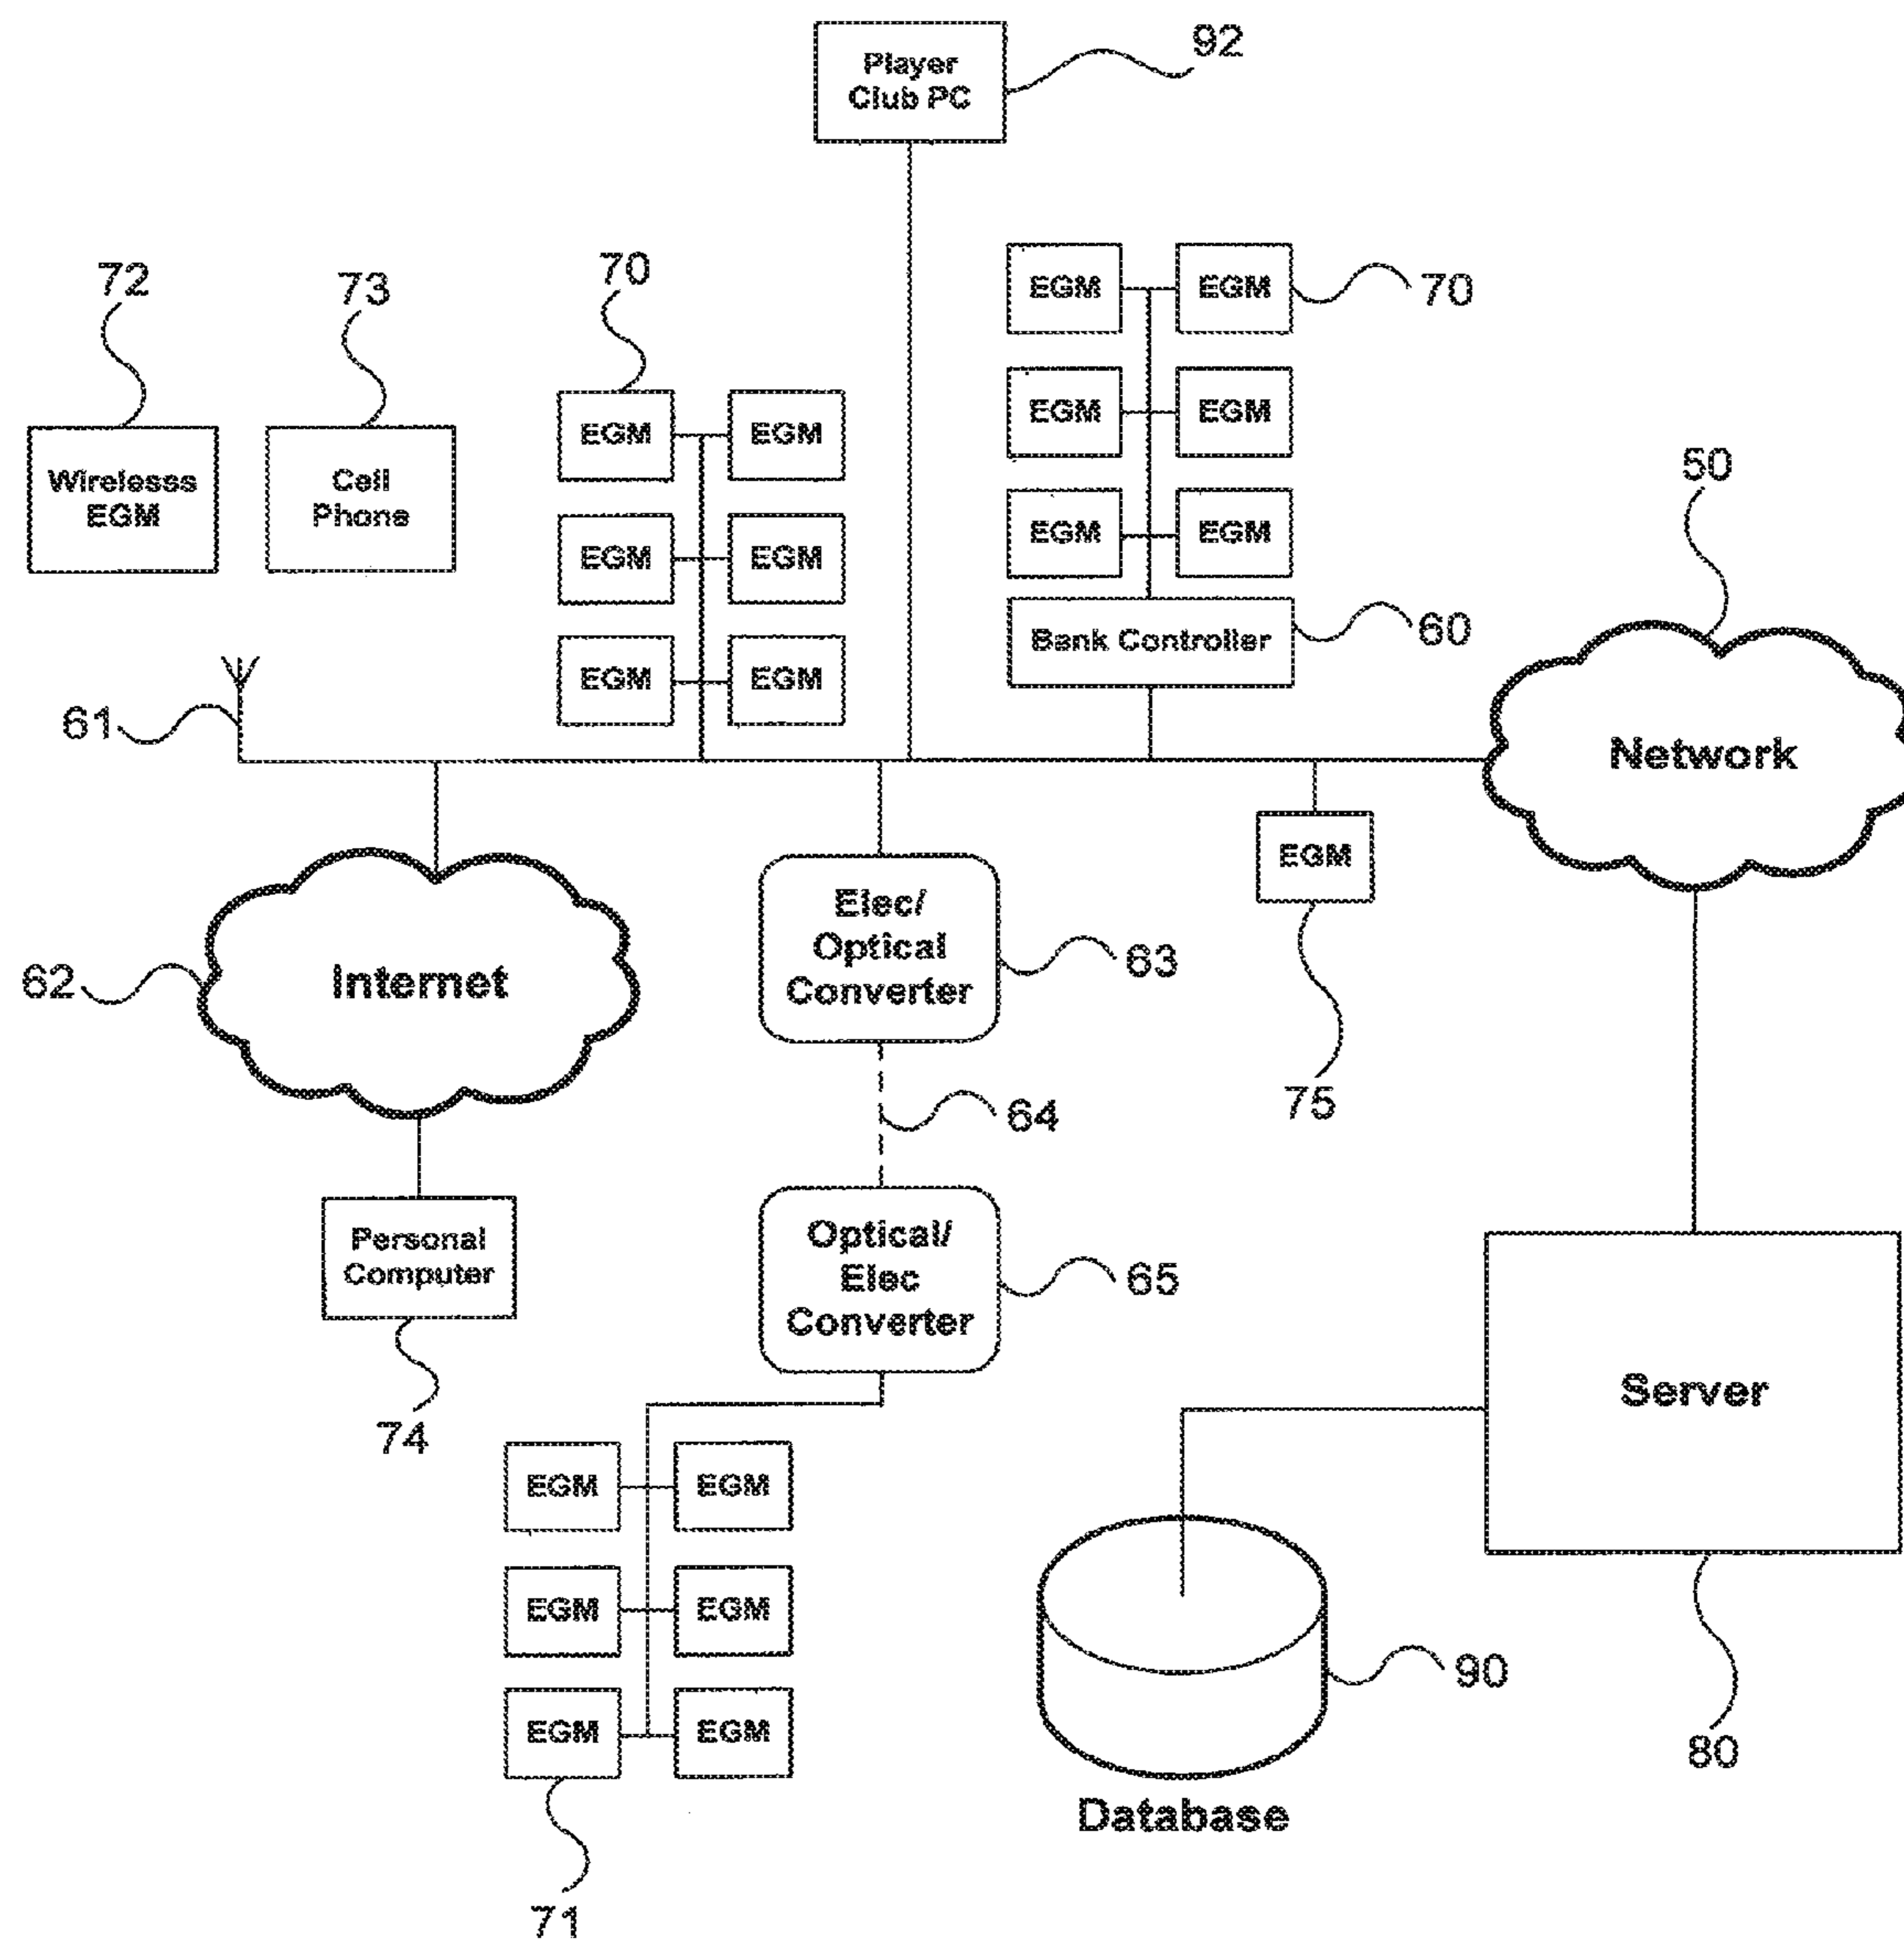 92
Player
Club PC
72
73
70
EGM
EGM
70
EGM
EGM
EGM
EGM
Wirelesss
EGM
Cell
Phone
EGM
EGM
EGM
EGM
EGM
EGM
50
Bank Controller
60
61
Network
EGM
75
Internet
62
Elec/
Optical
Converter
63
64
Personal
Computer
74
Optical/
Elec
Converter
65
Server
80
EGM
EGM
EGM
EGM
EGM
EGM
71
90
Database